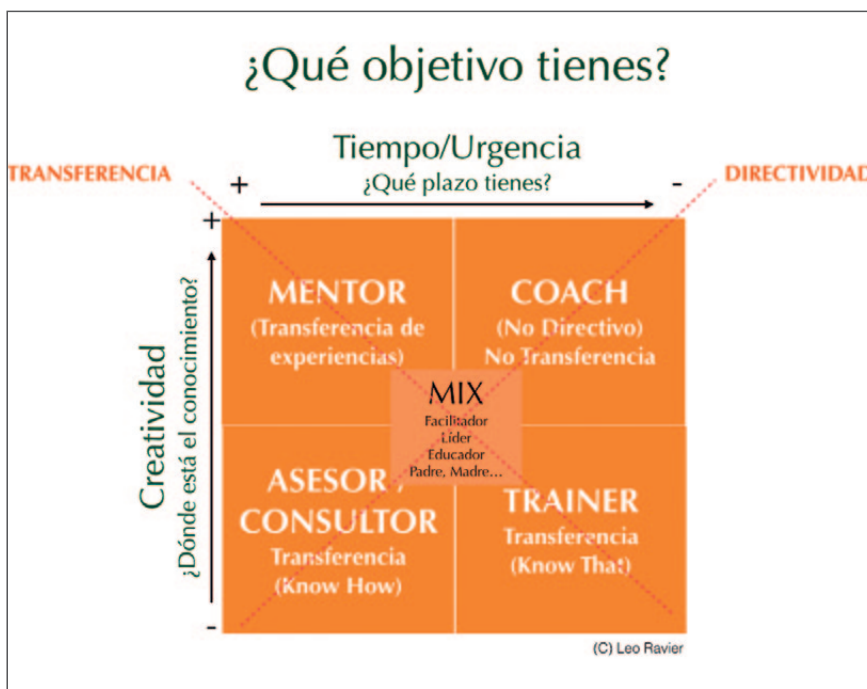 ¿Qué objetivo tienes?
Tiempo/Urgencia
TRANSFERENCIA
+
¿Qué plazo tienes?
-
DIRECTIVIDAD
+
Creatividad
¿Dónde está el conocimiento?
-
MENTOR
(Transferencia de
experiencias)
COACH
(No Directivo)
No Transferencia
MIX
Facilitador
Líder
Educador
Padre, Madre...
ASESOR /
CONSULTOR
Transferencia
(Know How)
TRAINER
Transferencia
(Know That)
(C) Leo Ravier